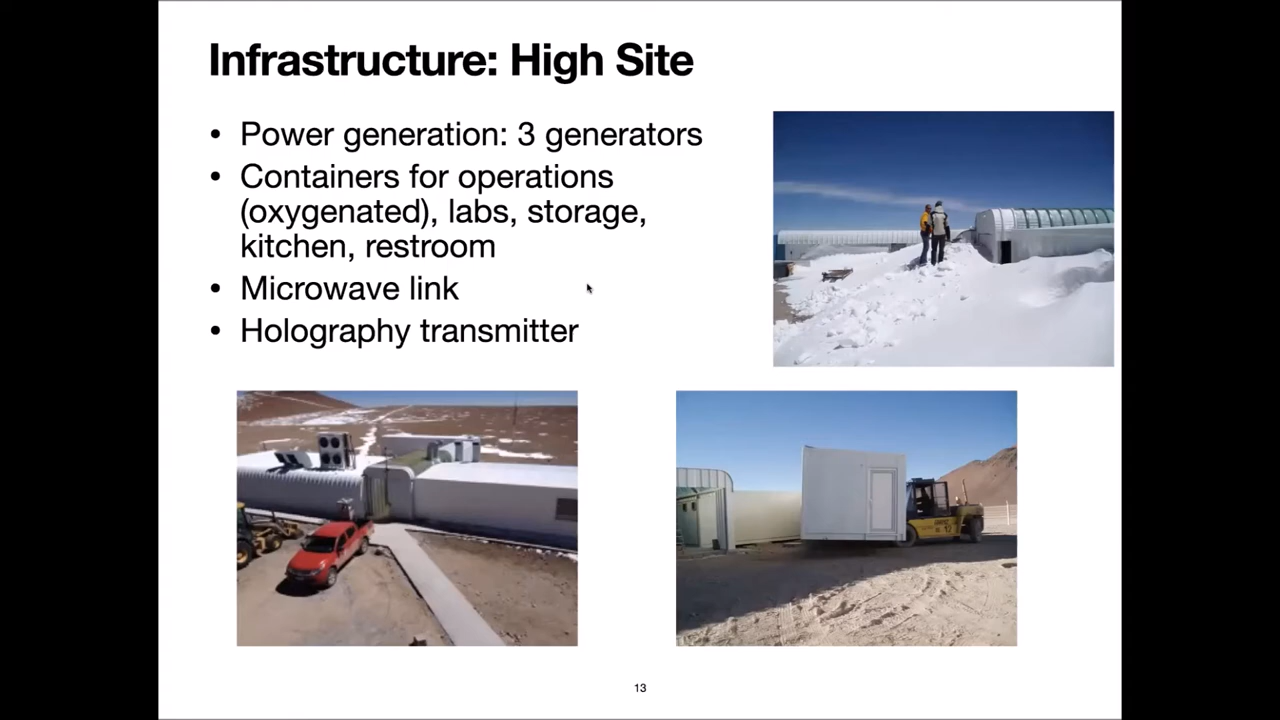 Infrastructure: High Site
• Power generation: 3 generators
• Containers for operations
(oxygenated), labs, storage,
kitchen, restroom
• Microwave link
• Holography transmitter
13